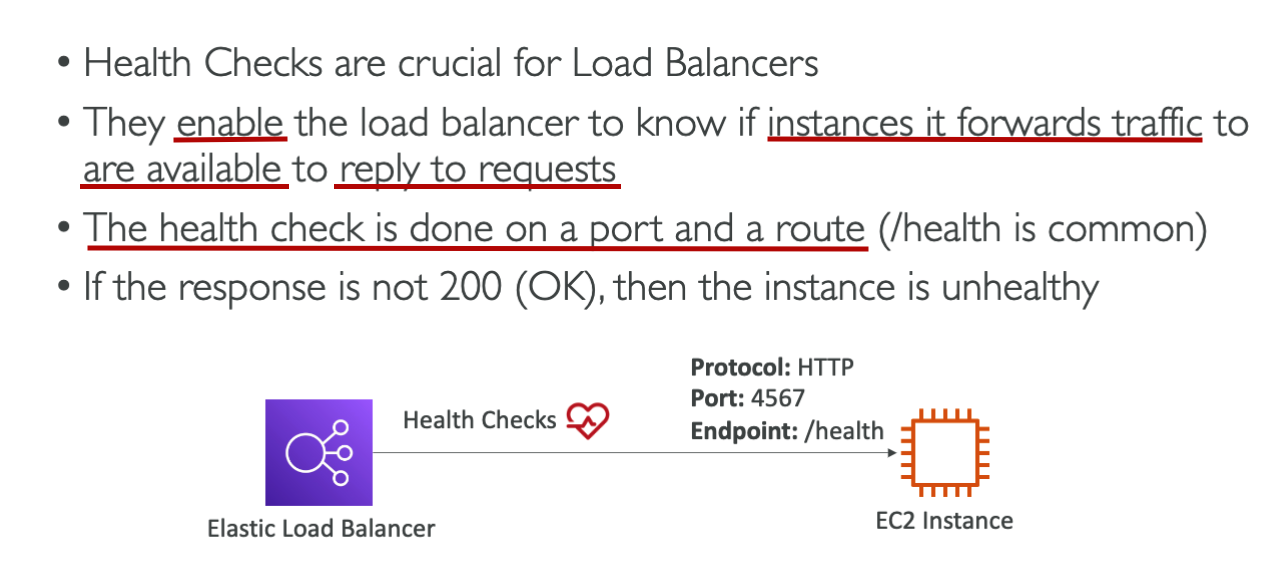 • Health Checks are crucial for Load Balancers
• They enable the load balancer to know if instances it forwards traffic to
are available to reply to requests
• The health check is done on a port and a route (/health is common)
• If the response is not 200 (OK), then the instance is unhealthy
Protocol: HTTP
Port: 4567
Endpoint: /health
Health Checks
Elastic Load Balancer
EC2 Instance